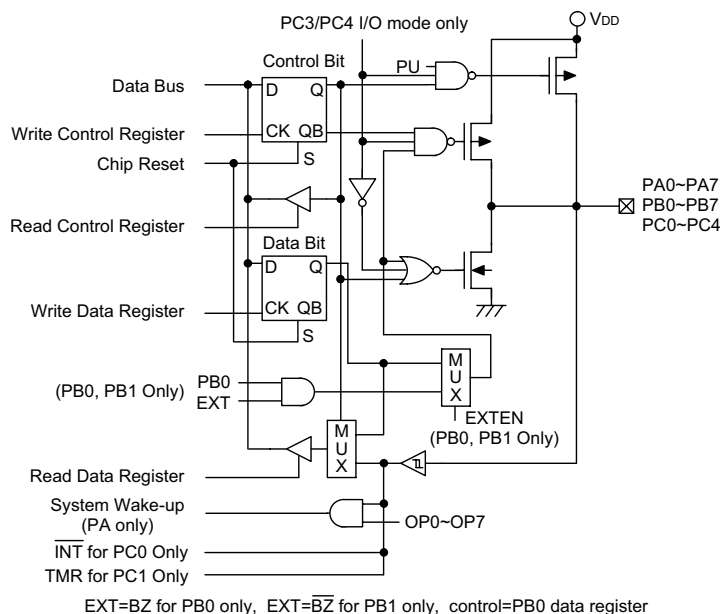 PC3/PC4 I/O mode only
VDD
Control Bit
PU
Data Bus
D Q
Write Control Register
CK QB
Chip Reset
S
PA0~PA7
PB0~PB7
PC0~PC4
Read Control Register
Data Bit
D Q
Write Data Register
CK QB
S
(PB0, PB1 Only)
PB0
EXT
MUX
EXTEN
(PB0, PB1 Only)
MUX
Read Data Register
System Wake-up
(PA only)
OP0~OP7
I̅N̅T̅ for PC0 Only
TMR for PC1 Only
EXT=BZ for PB0 only, EXT=B̅Z̅ for PB1 only, control=PB0 data register